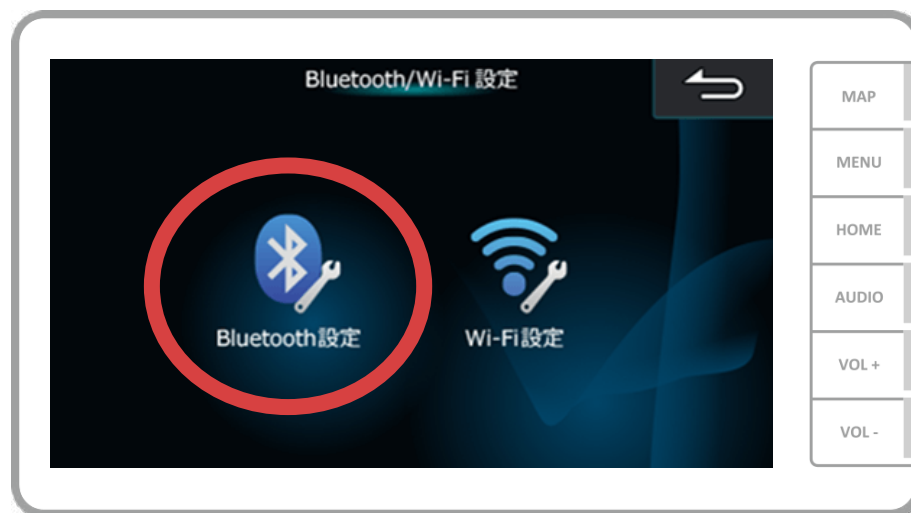 Bluetooth/Wi-Fi 設定
Bluetooth設定
Wi-Fi設定
MAP
MENU
HOME
AUDIO
VOL +
VOL -